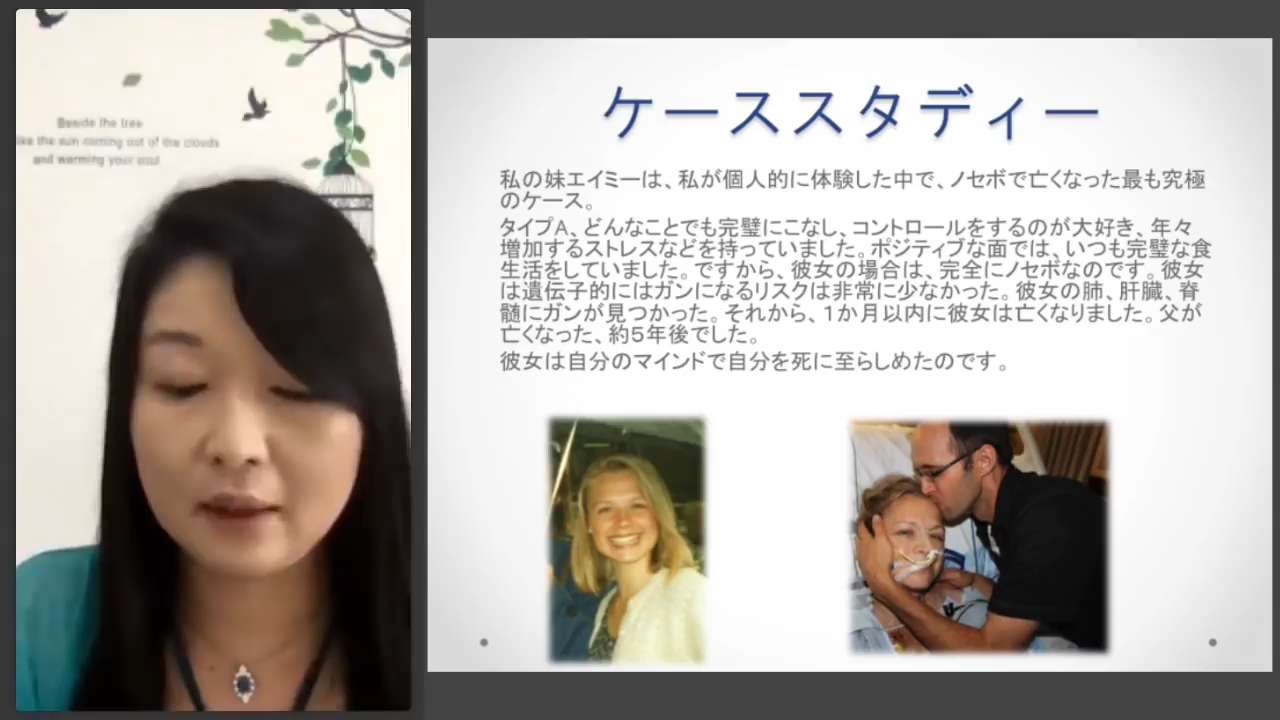 Beside the tree
like the sun coming out of the clouds
and warming your soul
ケーススタディー
私の妹エイミーは、私が個人的に体験した中で、ノセボで亡くなった最も究極
のケース。
タイプA、どんなことでも完璧にこなし、コントロールをするのが大好き、年々
増加するストレスなどを持っていました。ポジティブな面では、いつも完璧な食
生活をしていました。ですから、彼女の場合は、完全にノセボなのです。彼女
は遺伝子的にはガンになるリスクは非常に少なかった。彼女の肺、肝臓、脊
髄にガンが見つかった。それから、1か月以内に彼女は亡くなりました。父が
亡くなった、約5年後でした。
彼女は自分のマインドで自分を死に至らしめたのです。